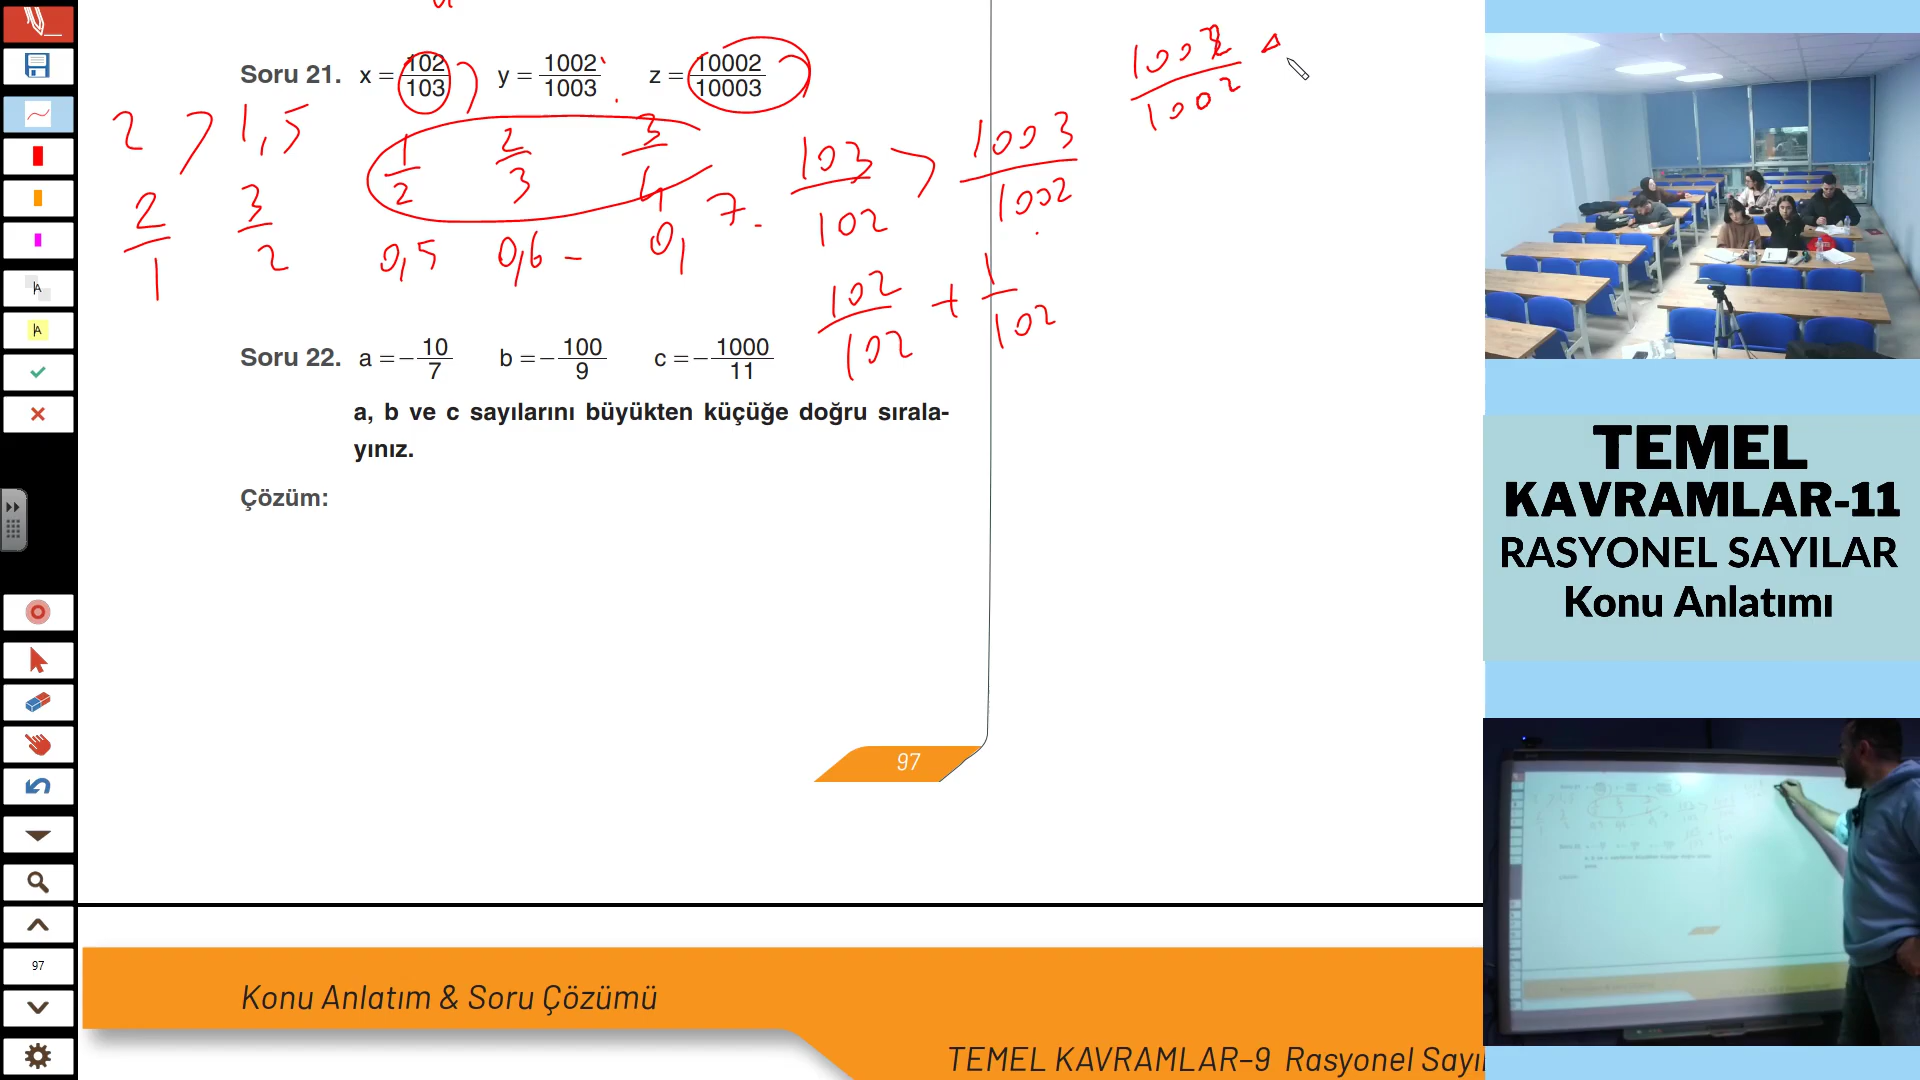 Soru 21. x = 102/103 y = 1002/1003 z = 10002/10003
2 > 1,5
2/1 3/2
1/2 2/3 3/4
0,5 0,6 - 0,7.
103/102 > 1003/1002
102/102 + 1/102
1002/1002
Soru 22. a = - 10/7 b = - 100/9 c = - 1000/11
a, b ve c sayılarını büyükten küçüğe doğru sırala-
yınız.
Çözüm:
97
Konu Anlatım & Soru Çözümü
TEMEL KAVRAMLAR-9 Rasyonel Sayı
97
TEMEL
KAVRAMLAR-11
RASYONEL SAYILAR
Konu Anlatımı